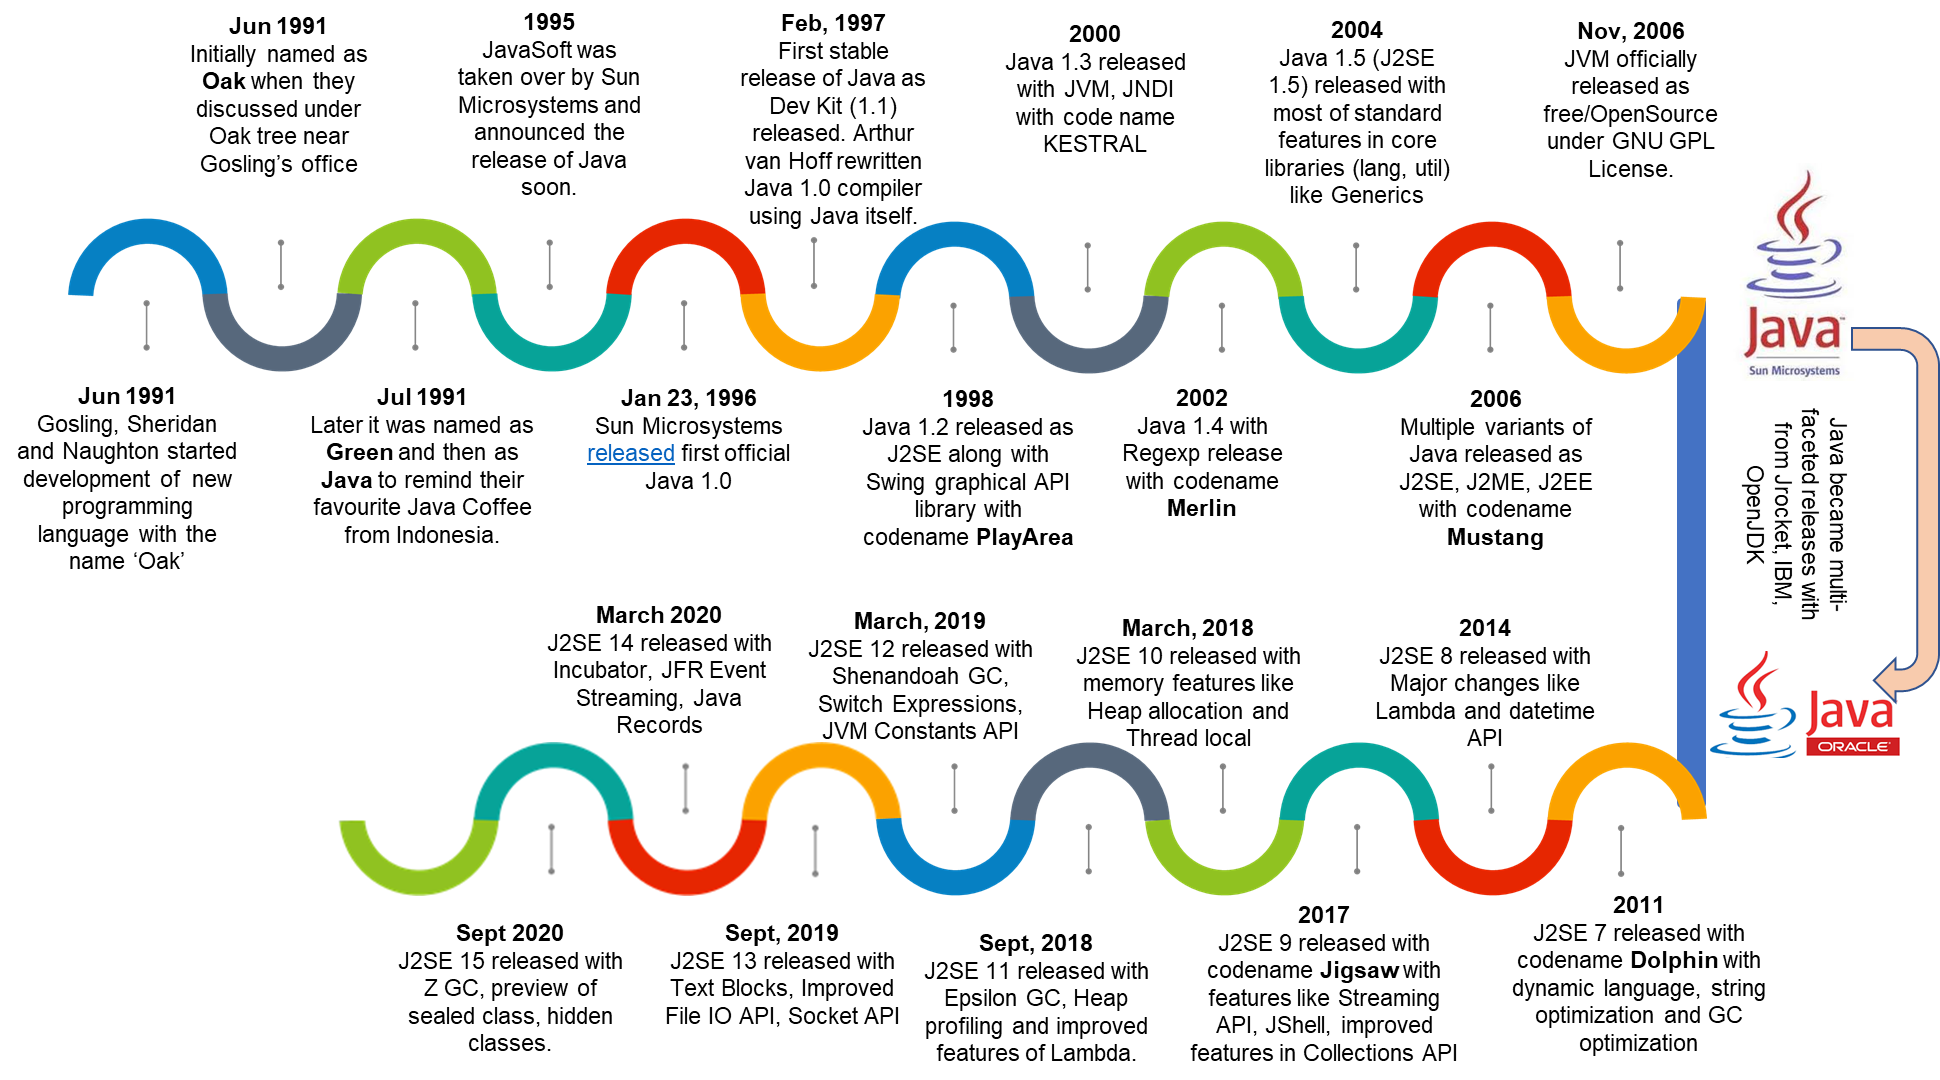 Jun 1991
Initially named as
Oak when they
discussed under
Oak tree near
Gosling's office
1995
JavaSoft was
taken over by Sun
Microsystems and
announced the
release of Java
soon.
Feb, 1997
First stable
release of Java as
Dev Kit (1.1)
released. Arthur
van Hoff rewritten
Java 1.0 compiler
using Java itself.
2000
Java 1.3 released
with JVM, JNDI
with code name
KESTRAL
2004
Java 1.5 (J2SE
1.5) released with
most of standard
features in core
libraries (lang, util)
like Generics
Nov, 2006
JVM officially
released as
free/OpenSource
under GNU GPL
License.
Java™
Sun Microsystems
Jun 1991
Gosling, Sheridan
and Naughton started
development of new
programming
language with the
name ‘Oak’
Jul 1991
Later it was named as
Green and then as
Java to remind their
favourite Java Coffee
from Indonesia.
Jan 23, 1996
Sun Microsystems
released first official
Java 1.0
1998
Java 1.2 released as
J2SE along with
Swing graphical API
library with
codename PlayArea
2002
Java 1.4 with
Regexp release
with codename
Merlin
2006
Multiple variants of
Java released as
J2SE, J2ME, J2EE
with codename
Mustang
Java became multi-
faceted releases with
from Jrocket, IBM,
OpenJDK
Java
ORACLE
March 2020
J2SE 14 released with
Incubator, JFR Event
Streaming, Java
Records
March, 2019
J2SE 12 released with
Shenandoah GC,
Switch Expressions,
JVM Constants API
March, 2018
J2SE 10 released with
memory features like
Heap allocation and
Thread local
2014
J2SE 8 released with
Major changes like
Lambda and datetime
API
Sept 2020
J2SE 15 released with
Z GC, preview of
sealed class, hidden
classes.
Sept, 2019
J2SE 13 released with
Text Blocks, Improved
File IO API, Socket API
Sept, 2018
J2SE 11 released with
Epsilon GC, Heap
profiling and improved
features of Lambda.
2017
J2SE 9 released with
codename Jigsaw with
features like Streaming
API, JShell, improved
features in Collections API
2011
J2SE 7 released with
codename Dolphin with
dynamic language, string
optimization and GC
optimization